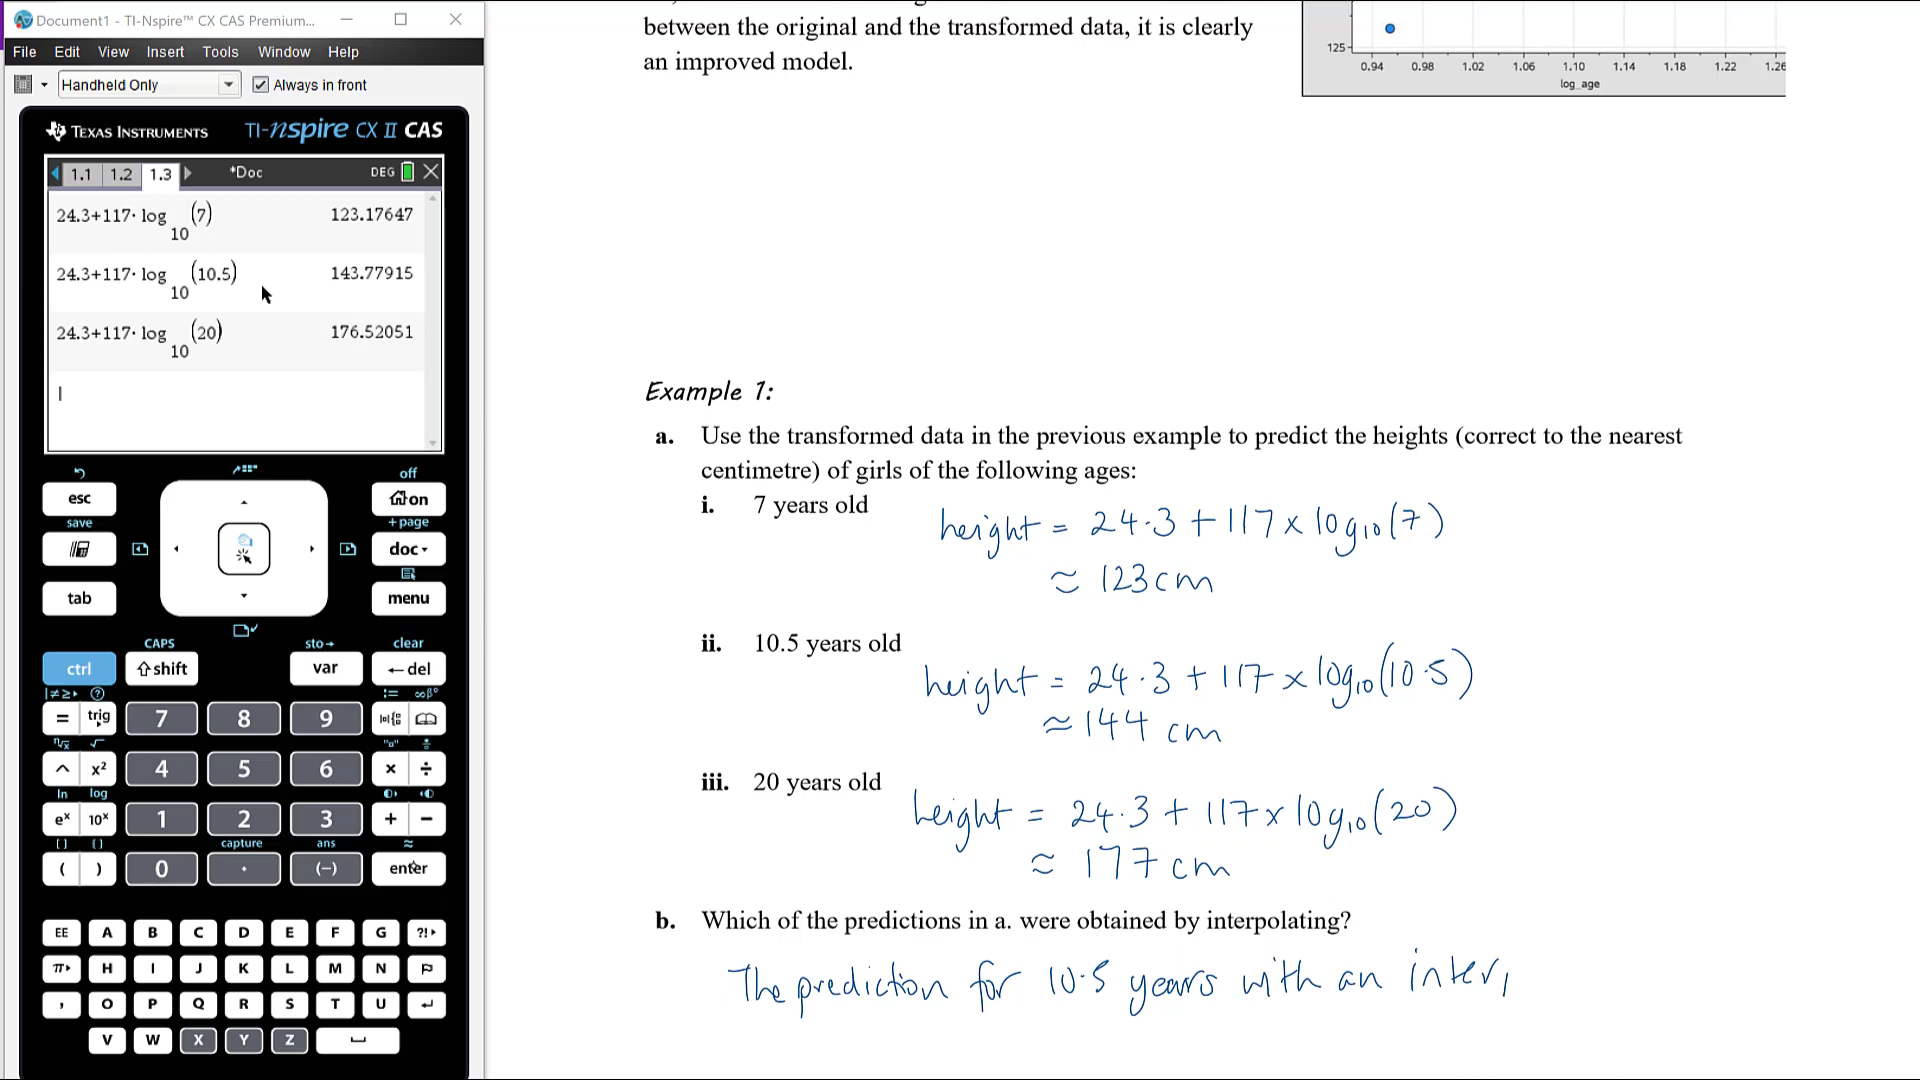 Document1 - TI-Nspire™ CX CAS Premium...
File Edit View Insert Tools Window Help
Handheld Only Always in front
TEXAS INSTRUMENTS TI-nspire CX II CAS
1.1 1.2 1.3 *Doc DEG
24.3+117·log10(7) 123.17647
24.3+117·log10(10.5) 143.77915
24.3+117·log10(20) 176.52051
off
esc on
save +page
doc
tab menu
CAPS sto→ clear
ctrl shift var ←del
|≠≥▸ ? := ∞β°
= trig 7 8 9
ⁿ√x √ "□" 
^ x² 4 5 6 × ÷
ln log
eˣ 10ˣ 1 2 3 + −
[ ] { } capture ans ≈
( ) 0 . (−) enter
EE A B C D E F G ?!▸
π▸ H I J K L M N
, O P Q R S T U
V W X Y Z
between the original and the transformed data, it is clearly
an improved model.
125
0.94 0.98 1.02 1.06 1.10 1.14 1.18 1.22 1.26
log_age
Example 1:
a. Use the transformed data in the previous example to predict the heights (correct to the nearest
centimetre) of girls of the following ages:
i. 7 years old
height = 24.3 + 117 × log10(7)
≈ 123cm
ii. 10.5 years old
height = 24.3 + 117 × log10(10.5)
≈ 144 cm
iii. 20 years old
height = 24.3 + 117 × log10(20)
≈ 177 cm
b. Which of the predictions in a. were obtained by interpolating?
The prediction for 10.5 years with an inter